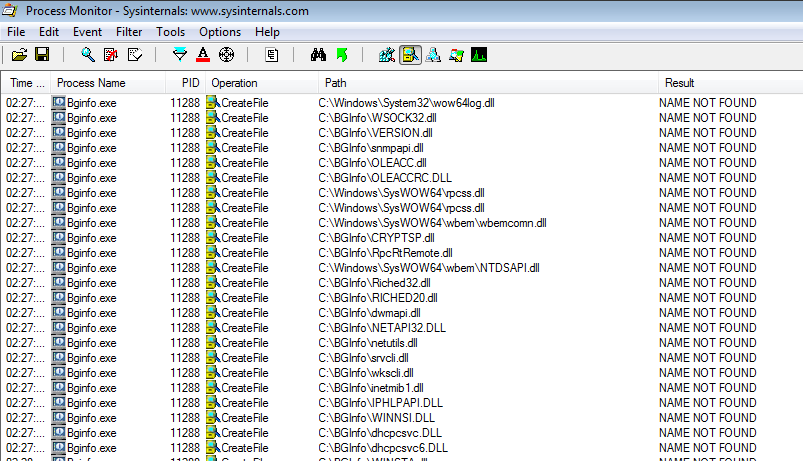 Process Monitor - Sysinternals: www.sysinternals.com
File Edit Event Filter Tools Options Help
Time ... Process Name PID Operation Path Result
02:27:... Bginfo.exe 11288 CreateFile C:\Windows\System32\wow64log.dll NAME NOT FOUND
02:27:... Bginfo.exe 11288 CreateFile C:\BGInfo\WSOCK32.dll NAME NOT FOUND
02:27:... Bginfo.exe 11288 CreateFile C:\BGInfo\VERSION.dll NAME NOT FOUND
02:27:... Bginfo.exe 11288 CreateFile C:\BGInfo\snmpapi.dll NAME NOT FOUND
02:27:... Bginfo.exe 11288 CreateFile C:\BGInfo\OLEACC.dll NAME NOT FOUND
02:27:... Bginfo.exe 11288 CreateFile C:\BGInfo\OLEACCRC.DLL NAME NOT FOUND
02:27:... Bginfo.exe 11288 CreateFile C:\Windows\SysWOW64\rpcss.dll NAME NOT FOUND
02:27:... Bginfo.exe 11288 CreateFile C:\Windows\SysWOW64\rpcss.dll NAME NOT FOUND
02:27:... Bginfo.exe 11288 CreateFile C:\Windows\SysWOW64\wbem\wbemcomn.dll NAME NOT FOUND
02:27:... Bginfo.exe 11288 CreateFile C:\BGInfo\CRYPTSP.dll NAME NOT FOUND
02:27:... Bginfo.exe 11288 CreateFile C:\BGInfo\RpcRtRemote.dll NAME NOT FOUND
02:27:... Bginfo.exe 11288 CreateFile C:\Windows\SysWOW64\wbem\NTDSAPI.dll NAME NOT FOUND
02:27:... Bginfo.exe 11288 CreateFile C:\BGInfo\Riched32.dll NAME NOT FOUND
02:27:... Bginfo.exe 11288 CreateFile C:\BGInfo\RICHED20.dll NAME NOT FOUND
02:27:... Bginfo.exe 11288 CreateFile C:\BGInfo\dwmapi.dll NAME NOT FOUND
02:27:... Bginfo.exe 11288 CreateFile C:\BGInfo\NETAPI32.DLL NAME NOT FOUND
02:27:... Bginfo.exe 11288 CreateFile C:\BGInfo\netutils.dll NAME NOT FOUND
02:27:... Bginfo.exe 11288 CreateFile C:\BGInfo\srvcli.dll NAME NOT FOUND
02:27:... Bginfo.exe 11288 CreateFile C:\BGInfo\wkscli.dll NAME NOT FOUND
02:27:... Bginfo.exe 11288 CreateFile C:\BGInfo\inetmib1.dll NAME NOT FOUND
02:27:... Bginfo.exe 11288 CreateFile C:\BGInfo\IPHLPAPI.DLL NAME NOT FOUND
02:27:... Bginfo.exe 11288 CreateFile C:\BGInfo\WINNSI.DLL NAME NOT FOUND
02:27:... Bginfo.exe 11288 CreateFile C:\BGInfo\dhcpcsvc.DLL NAME NOT FOUND
02:27:... Bginfo.exe 11288 CreateFile C:\BGInfo\dhcpcsvc6.DLL NAME NOT FOUND